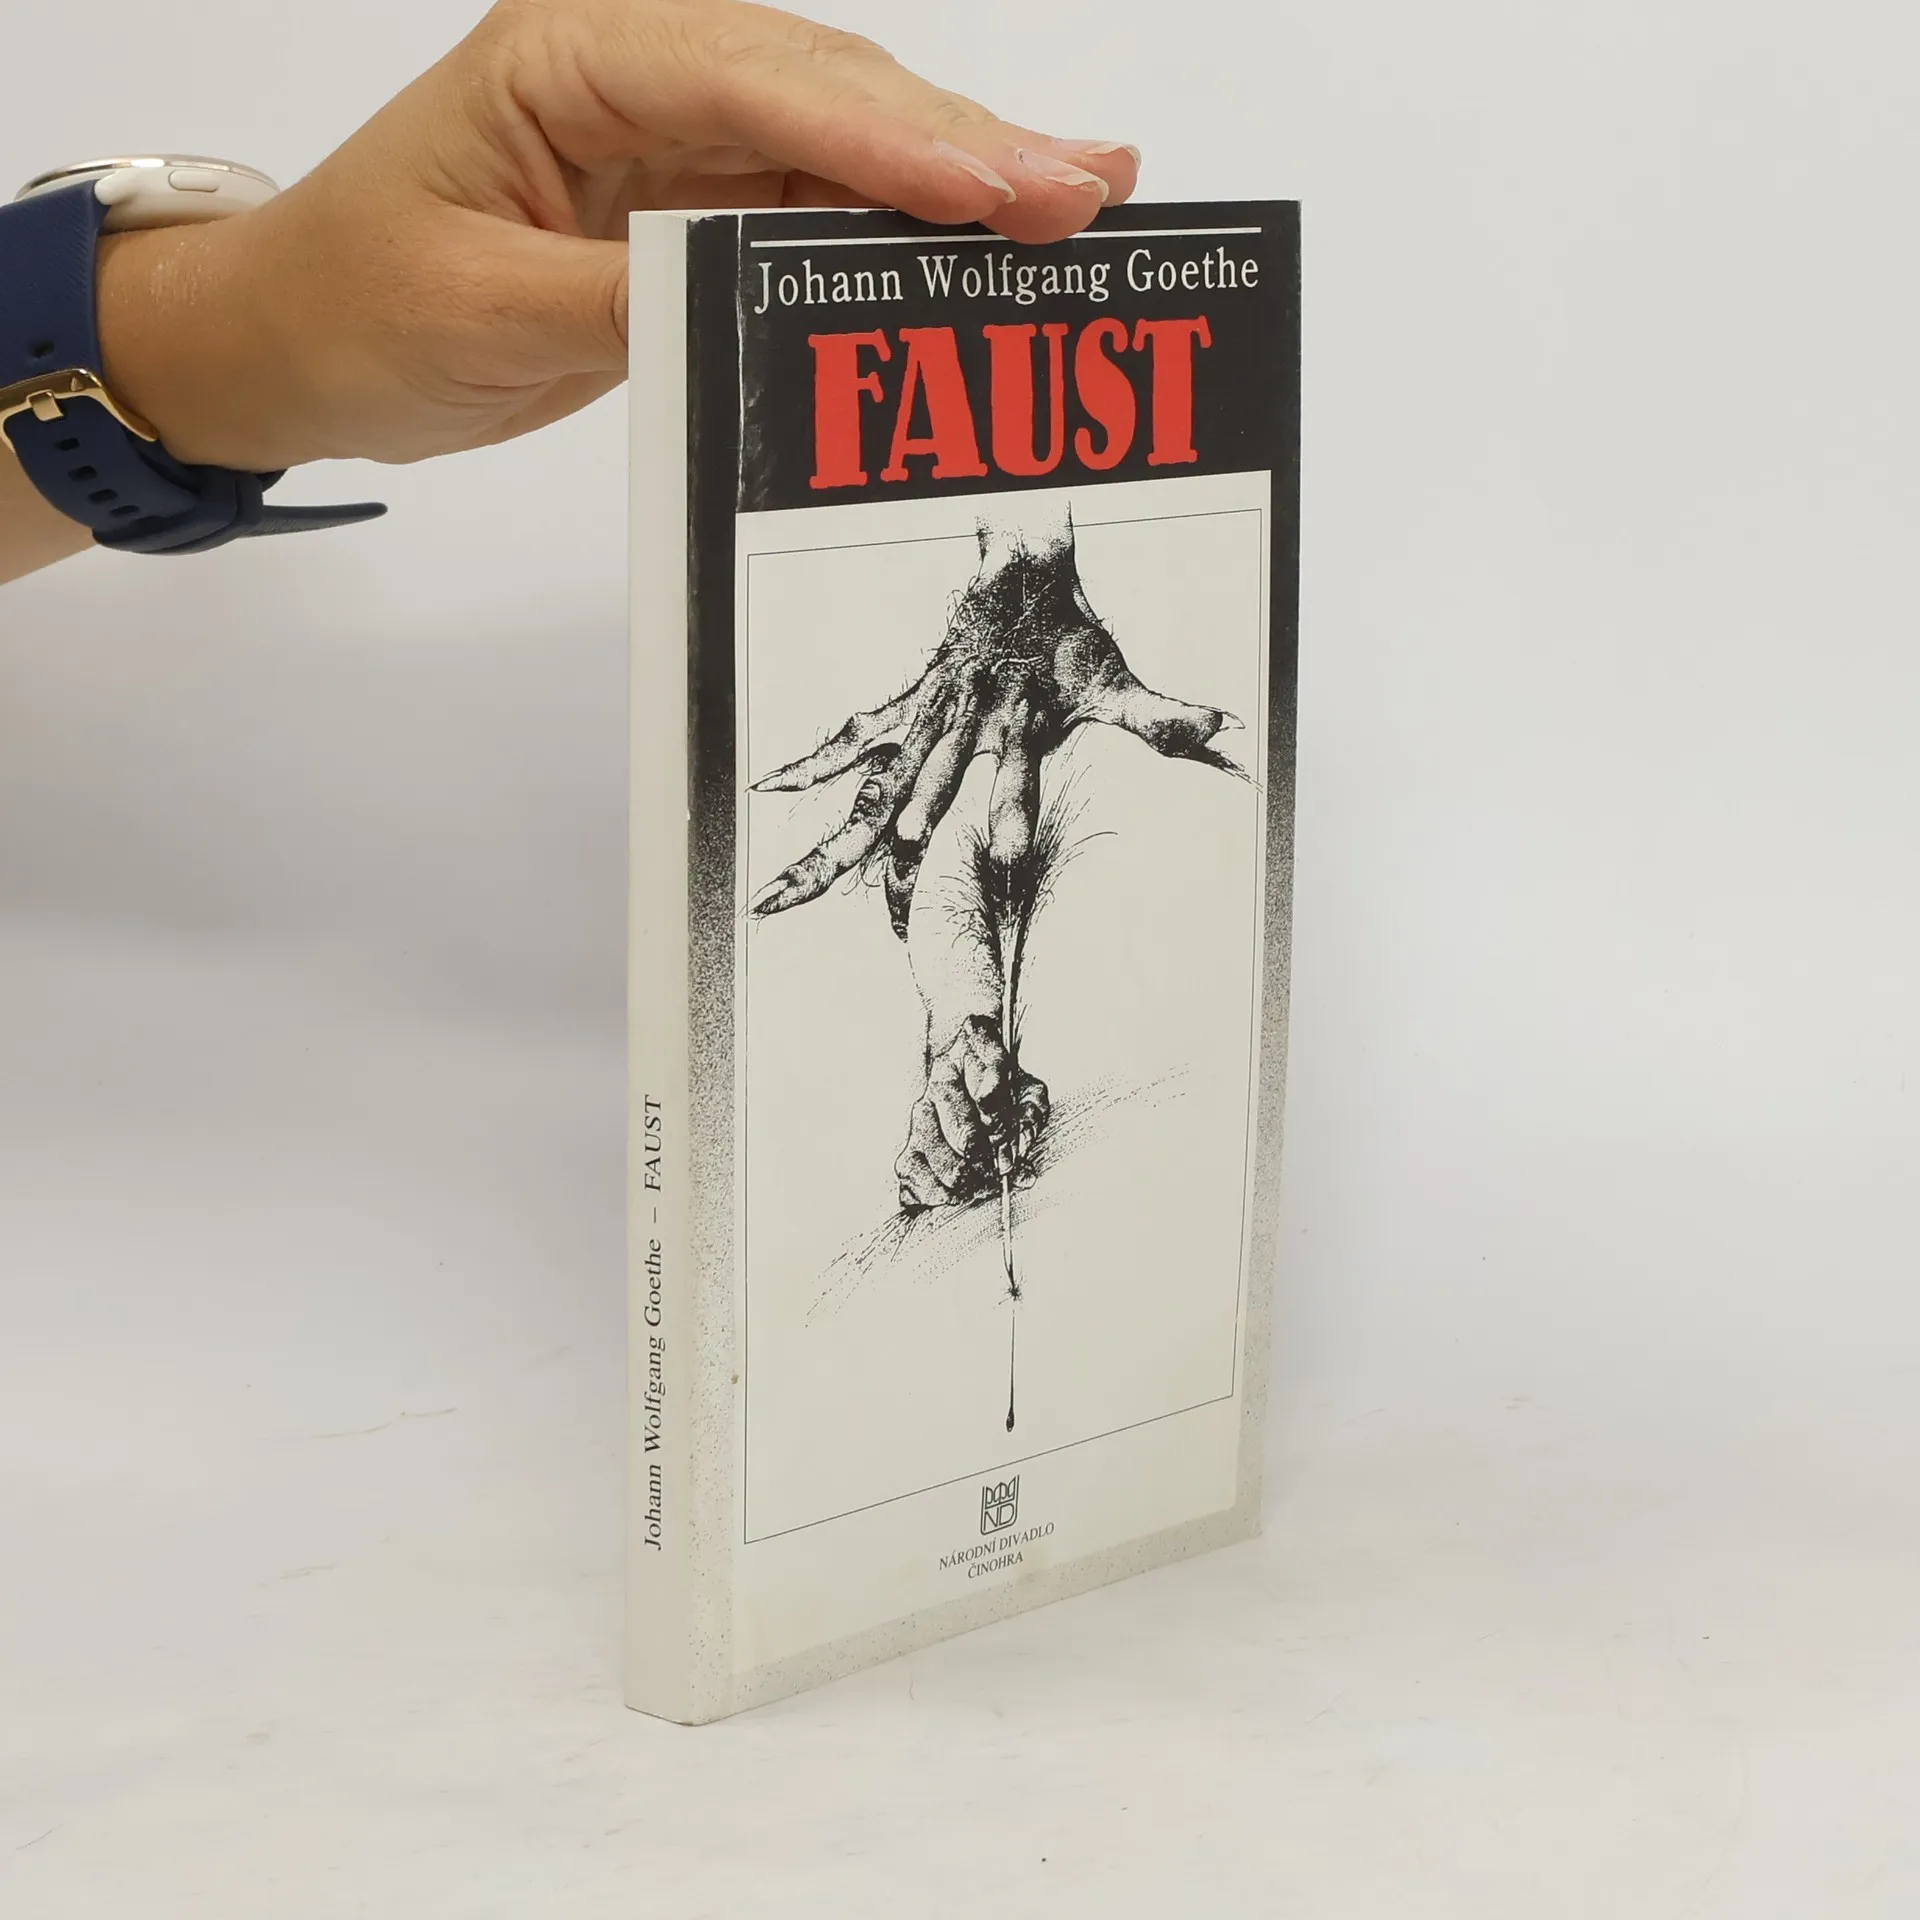 Johann Wolfgang Goethe
FAUST
ND
NÁRODNÍ DIVADLO
ČINOHRA
Johann Wolfgang Goethe – FAUST